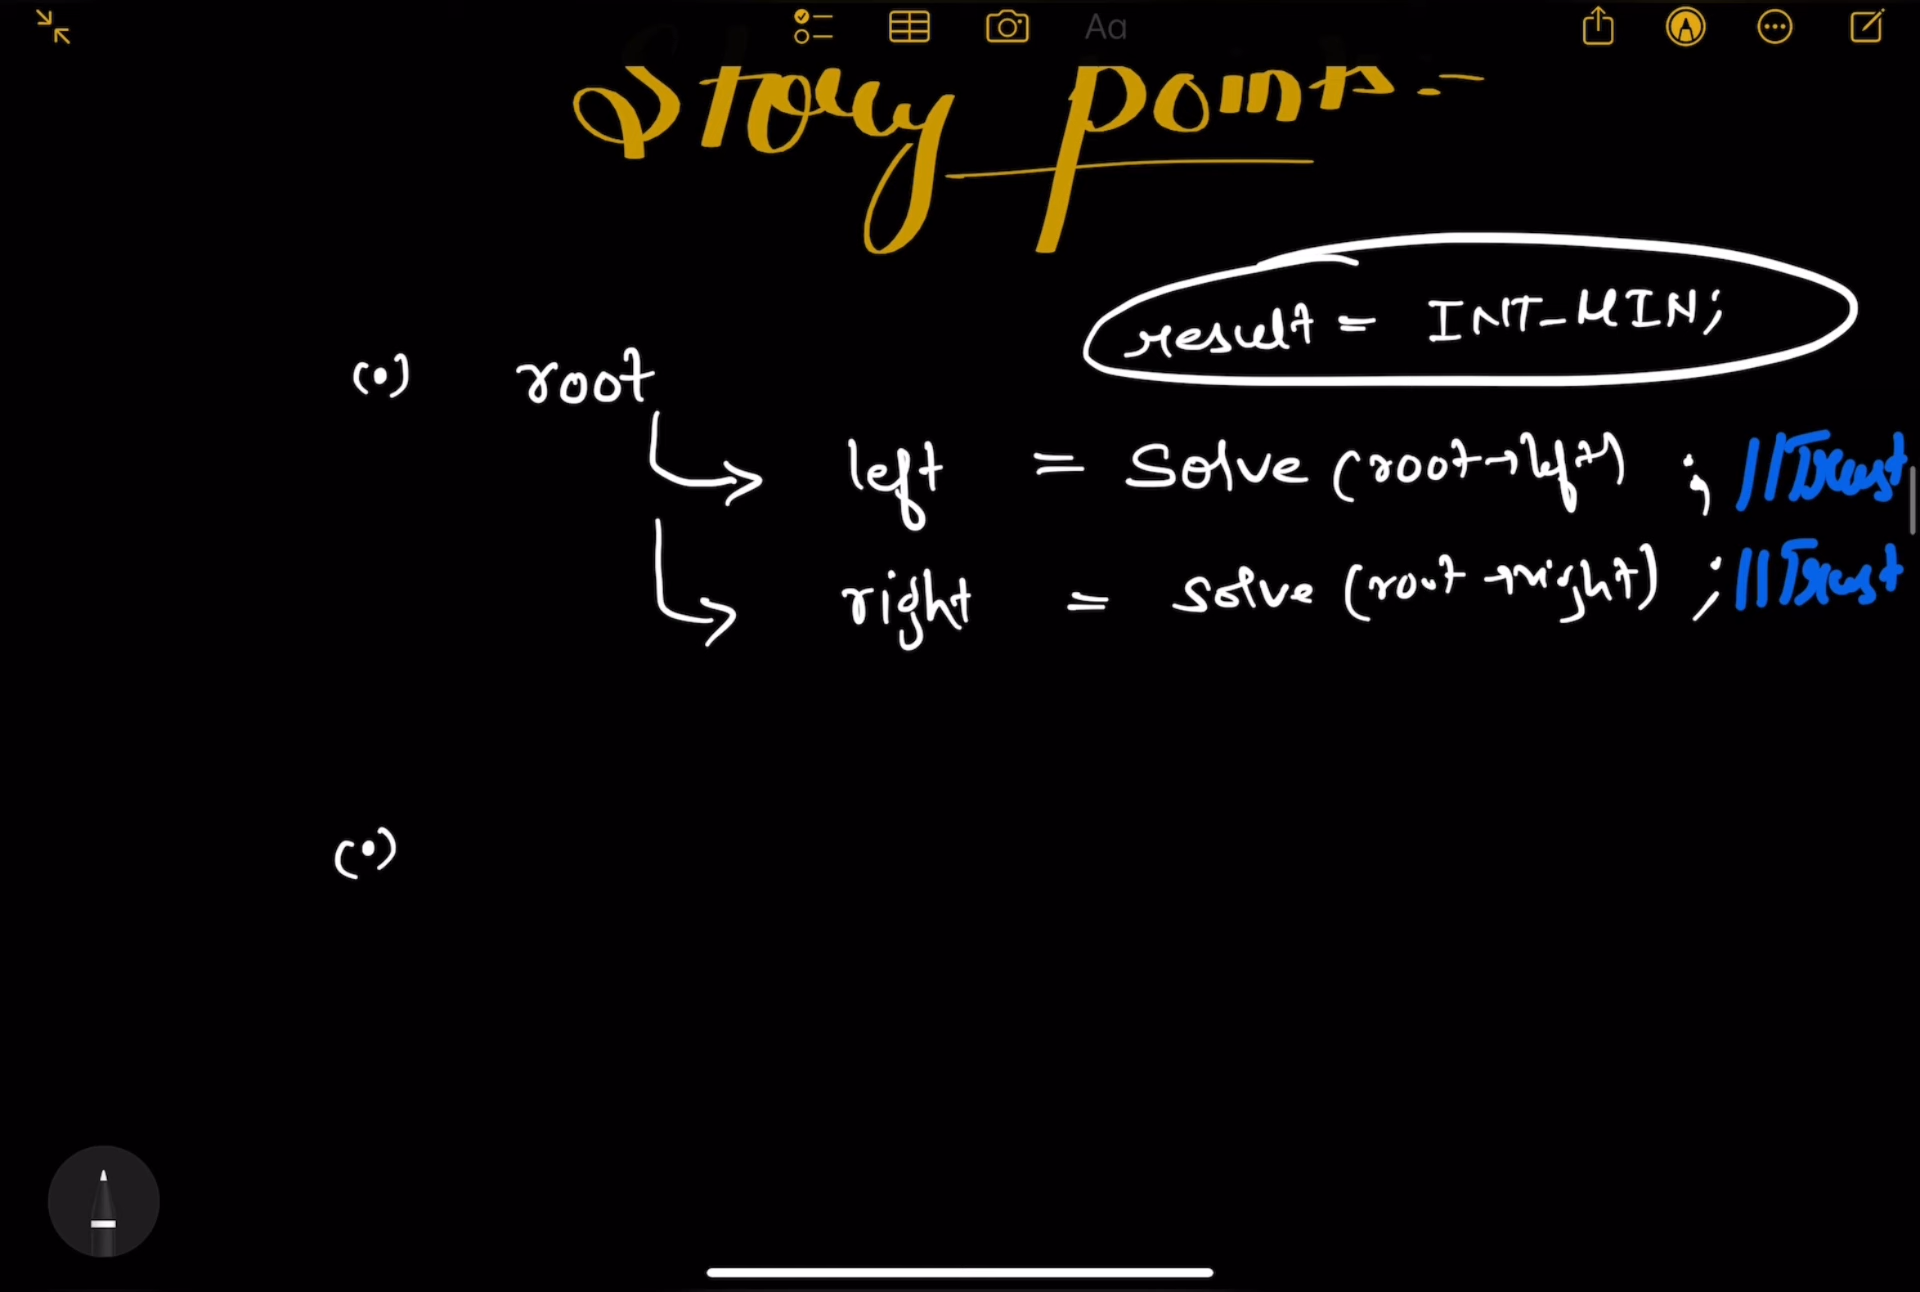 Aa
Story points:-
result = INT_MIN;
(•) root
left = Solve (root→left) ; //Trust
right = solve (root→right) ; //Trust
(•)